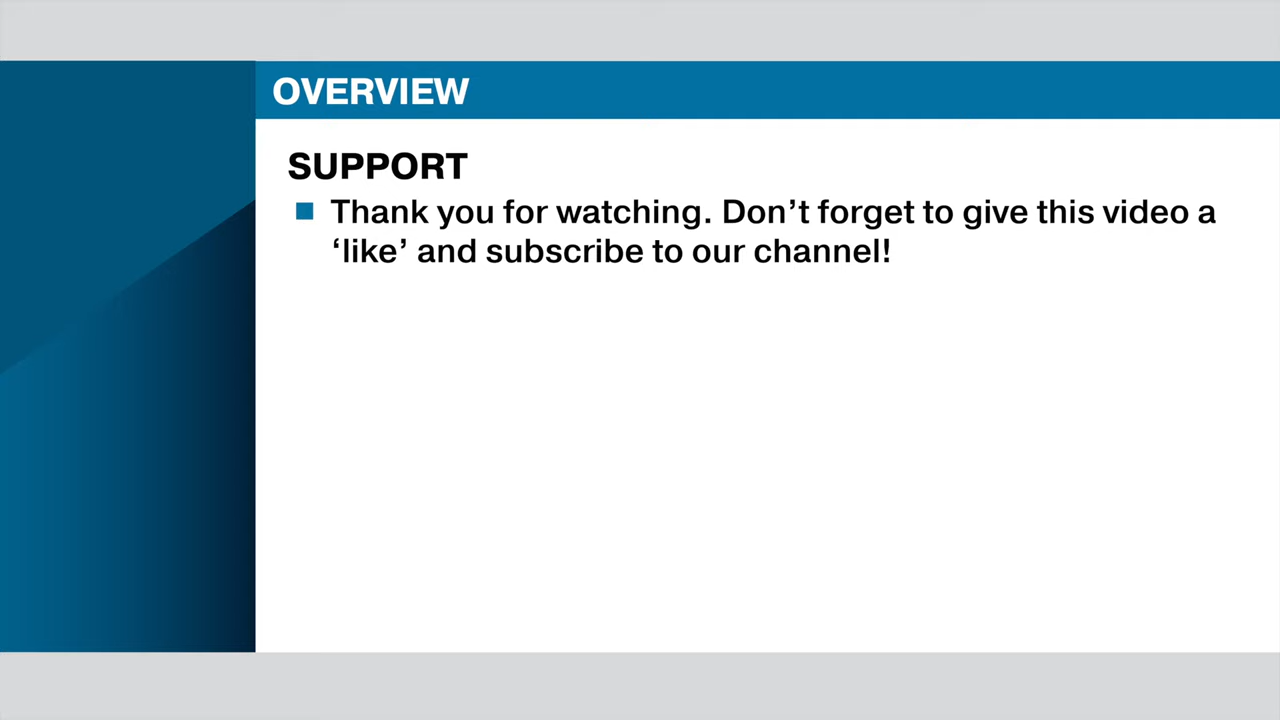 OVERVIEW
SUPPORT
Thank you for watching. Don’t forget to give this video a
‘like’ and subscribe to our channel!